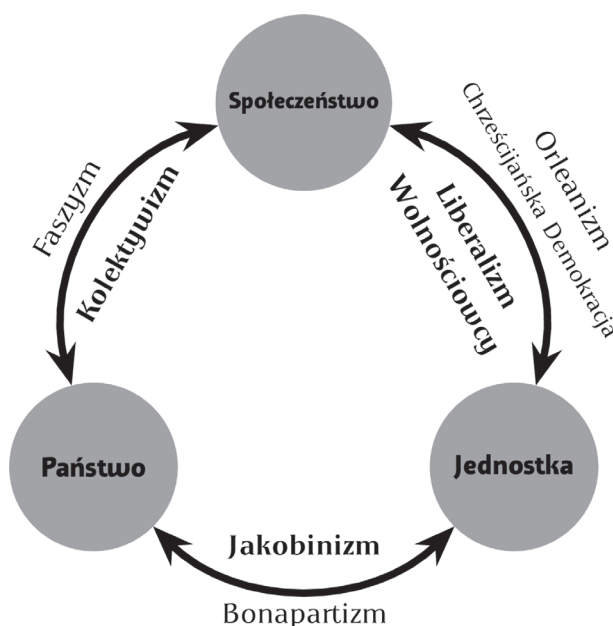 Społeczeństwo
Faszyzm
Kolektywizm
Orleanizm
Chrześcijańska Demokracja
Liberalizm
Wolnościowcy
Państwo
Jednostka
Jakobinizm
Bonapartizm